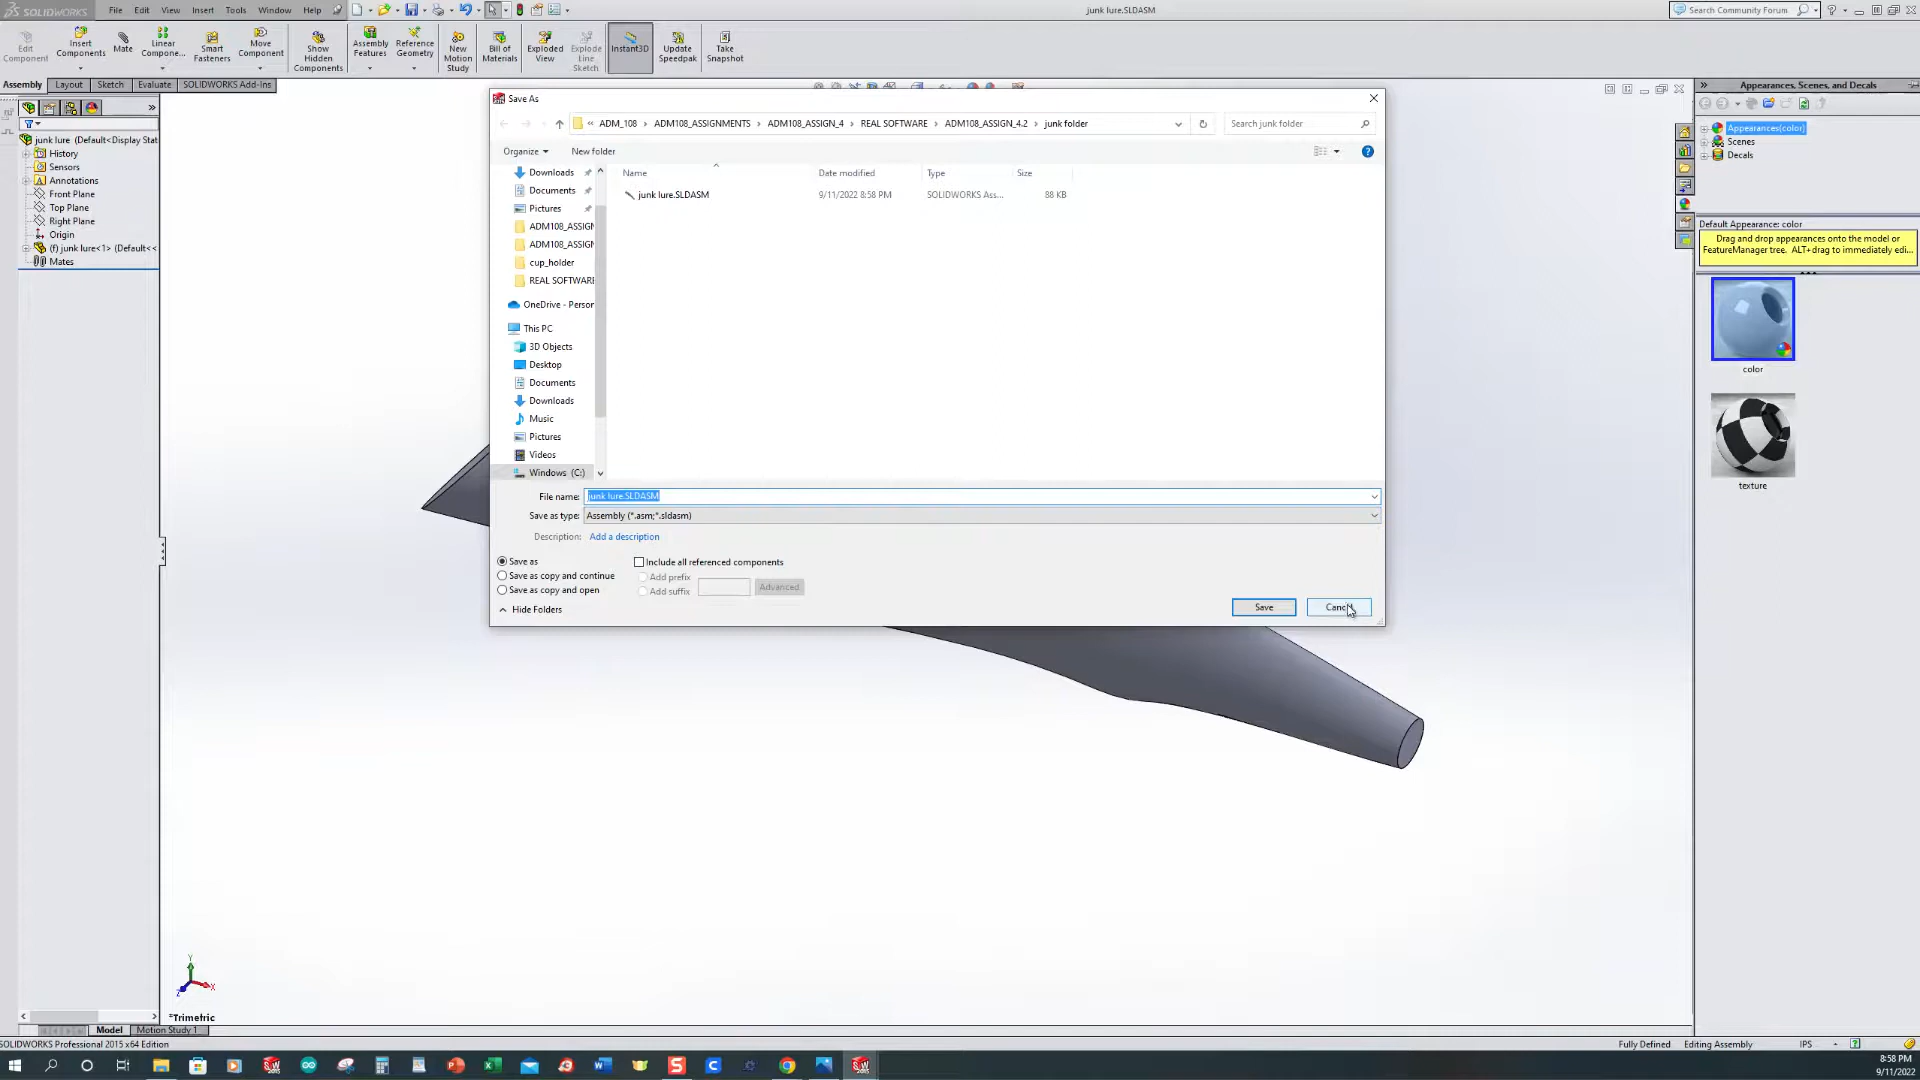 SOLIDWORKS File Edit View Insert Tools Window Help junk lure.SLDASM Search Community Forum
Edit Component
Insert Components
Mate
Linear Compone...
Smart Fasteners
Move Component
Show Hidden Components
Assembly Features
Reference Geometry
New Motion Study
Bill of Materials
Exploded View
Explode Line Sketch
Instant3D
Update Speedpak
Take Snapshot
Assembly Layout Sketch Evaluate SOLIDWORKS Add-Ins
junk lure (Default<Display Stat
History
Sensors
Annotations
Front Plane
Top Plane
Right Plane
Origin
(f) junk lure<1> (Default<<
Mates
Save As
« ADM_108 › ADM108_ASSIGNMENTS › ADM108_ASSIGN_4 › REAL SOFTWARE › ADM108_ASSIGN_4.2 › junk folder
Search junk folder
Organize New folder
Downloads
Documents
Pictures
ADM108_ASSIGN
ADM108_ASSIGN
cup_holder
REAL SOFTWARE
OneDrive - Person
This PC
3D Objects
Desktop
Documents
Downloads
Music
Pictures
Videos
Windows (C:)
Name Date modified Type Size
junk lure.SLDASM 9/11/2022 8:58 PM SOLIDWORKS Ass... 88 KB
File name: junk lure.SLDASM
Save as type: Assembly (*.asm;*.sldasm)
Description: Add a description
Save as
Save as copy and continue
Save as copy and open
Include all referenced components
Add prefix
Add suffix
Advanced
Hide Folders
Save Cancel
Appearances, Scenes, and Decals
Appearances(color)
Scenes
Decals
Default Appearance: color
Drag and drop appearances onto the model or
FeatureManager tree. ALT+drag to immediately edi...
color
texture
Y
X
Z
*Trimetric
Model Motion Study 1
SOLIDWORKS Professional 2015 x64 Edition Fully Defined Editing Assembly IPS
8:58 PM
9/11/2022